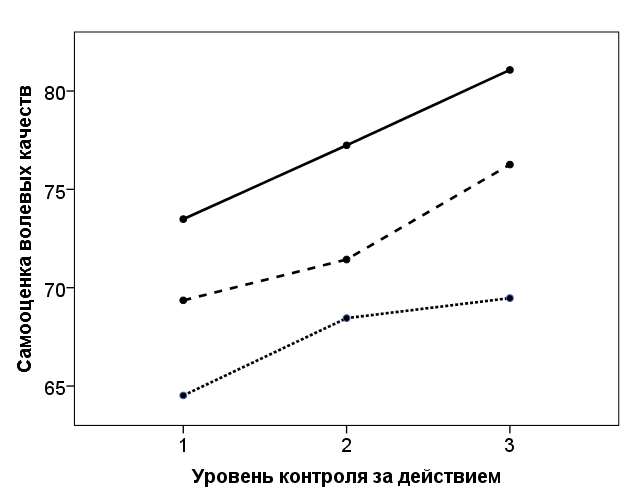 Самооценка волевых качеств
80
75
70
65
1 2 3
Уровень контроля за действием